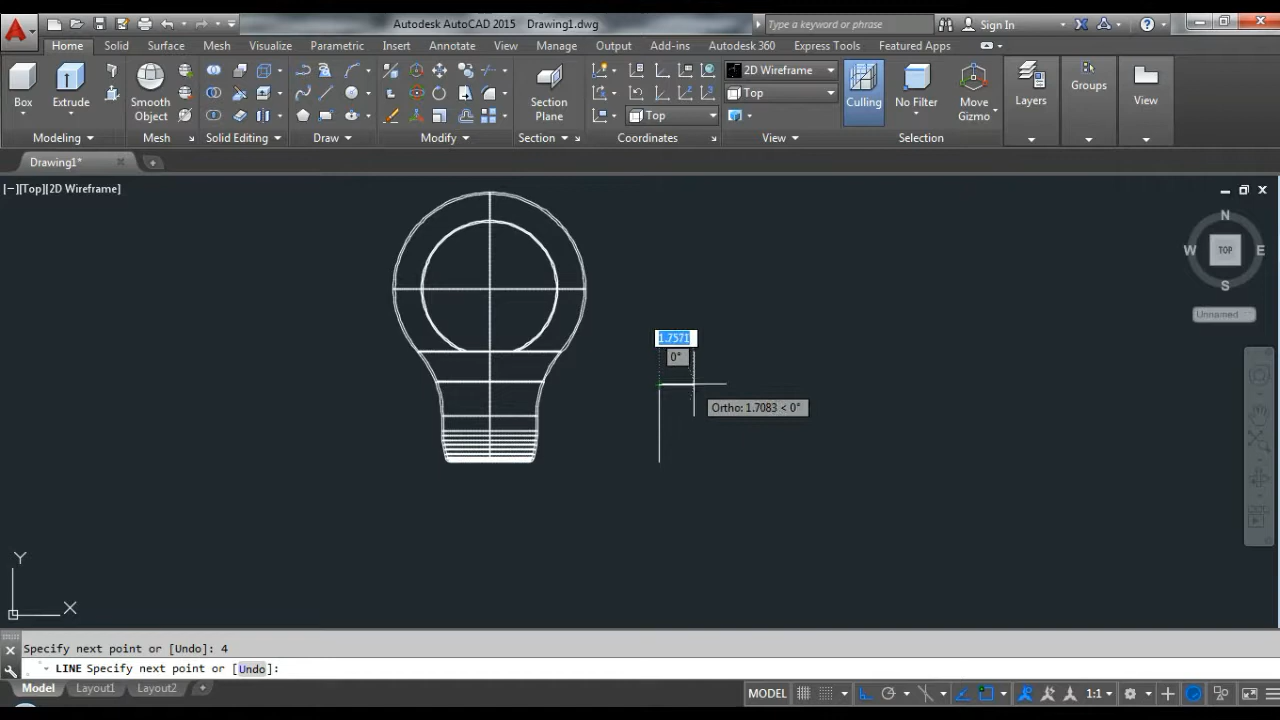 Autodesk AutoCAD 2015 Drawing1.dwg
Type a keyword or phrase
Sign In
Home Solid Surface Mesh Visualize Parametric Insert Annotate View Manage Output Add-ins Autodesk 360 Express Tools Featured Apps
2D Wireframe
Top
Top
Box Extrude Smooth Object Section Plane Culling No Filter Move Gizmo Layers Groups View
Modeling Mesh Solid Editing Draw Modify Section Coordinates View Selection
Drawing1*
[−][Top][2D Wireframe]
N
W TOP E
S
Unnamed
1.7571
0°
Ortho: 1.7083 < 0°
Y
X
Specify next point or [Undo]: 4
LINE Specify next point or [Undo]:
Model Layout1 Layout2 MODEL 1:1